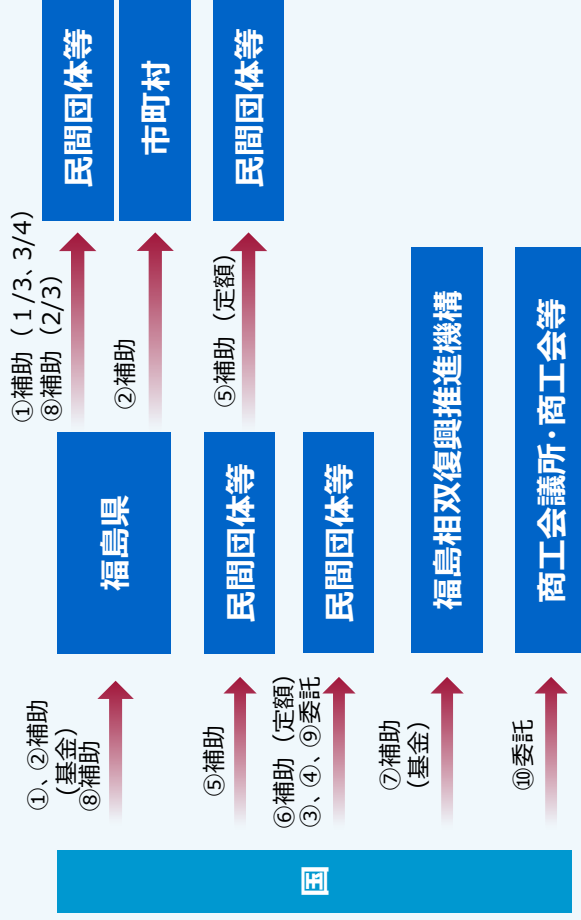 国
①、②補助
（基金）
⑧補助
福島県
①補助（１/3、3/4）
⑧補助（2/3）
民間団体等
②補助
市町村
⑤補助
民間団体等
⑤補助（定額）
民間団体等
⑥補助（定額）
③、④、⑨委託
民間団体等
⑦補助
（基金）
福島相双復興推進機構
⑩委託
商工会議所･商工会等